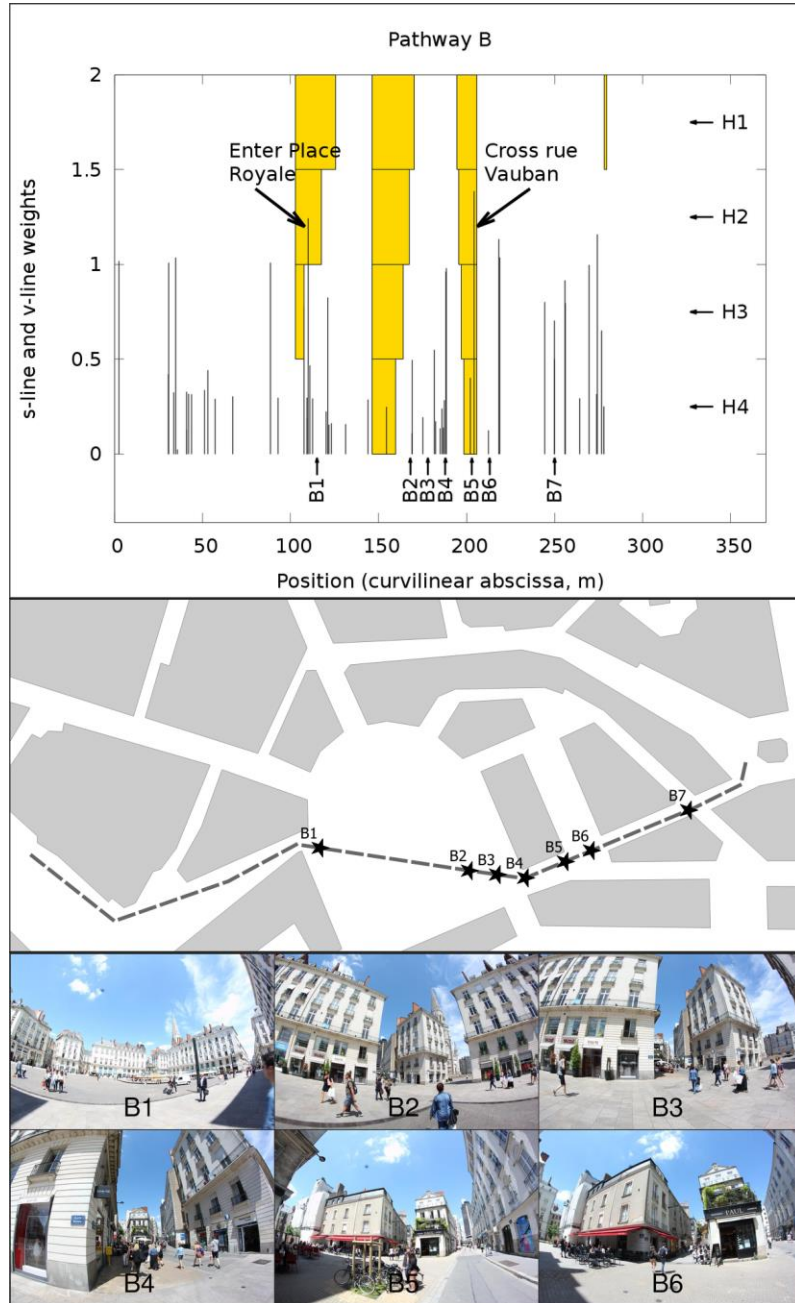 Pathway B
s-line and v-line weights
2
1.5
1
0.5
0
Enter Place
Royale
Cross rue
Vauban
H1
H2
H3
H4
B1
B2
B3
B4
B5
B6
B7
0
50
100
150
200
250
300
350
Position (curvilinear abscissa, m)
B1
B2
B3
B4
B5
B6
B7
B1
B2
B3
B4
B5
PAUL
B6